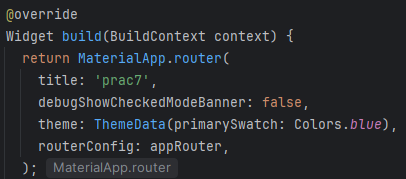 @override
Widget build(BuildContext context) {
  return MaterialApp.router(
    title: 'prac7',
    debugShowCheckedModeBanner: false,
    theme: ThemeData(primarySwatch: Colors.blue),
    routerConfig: appRouter,
  ); MaterialApp.router